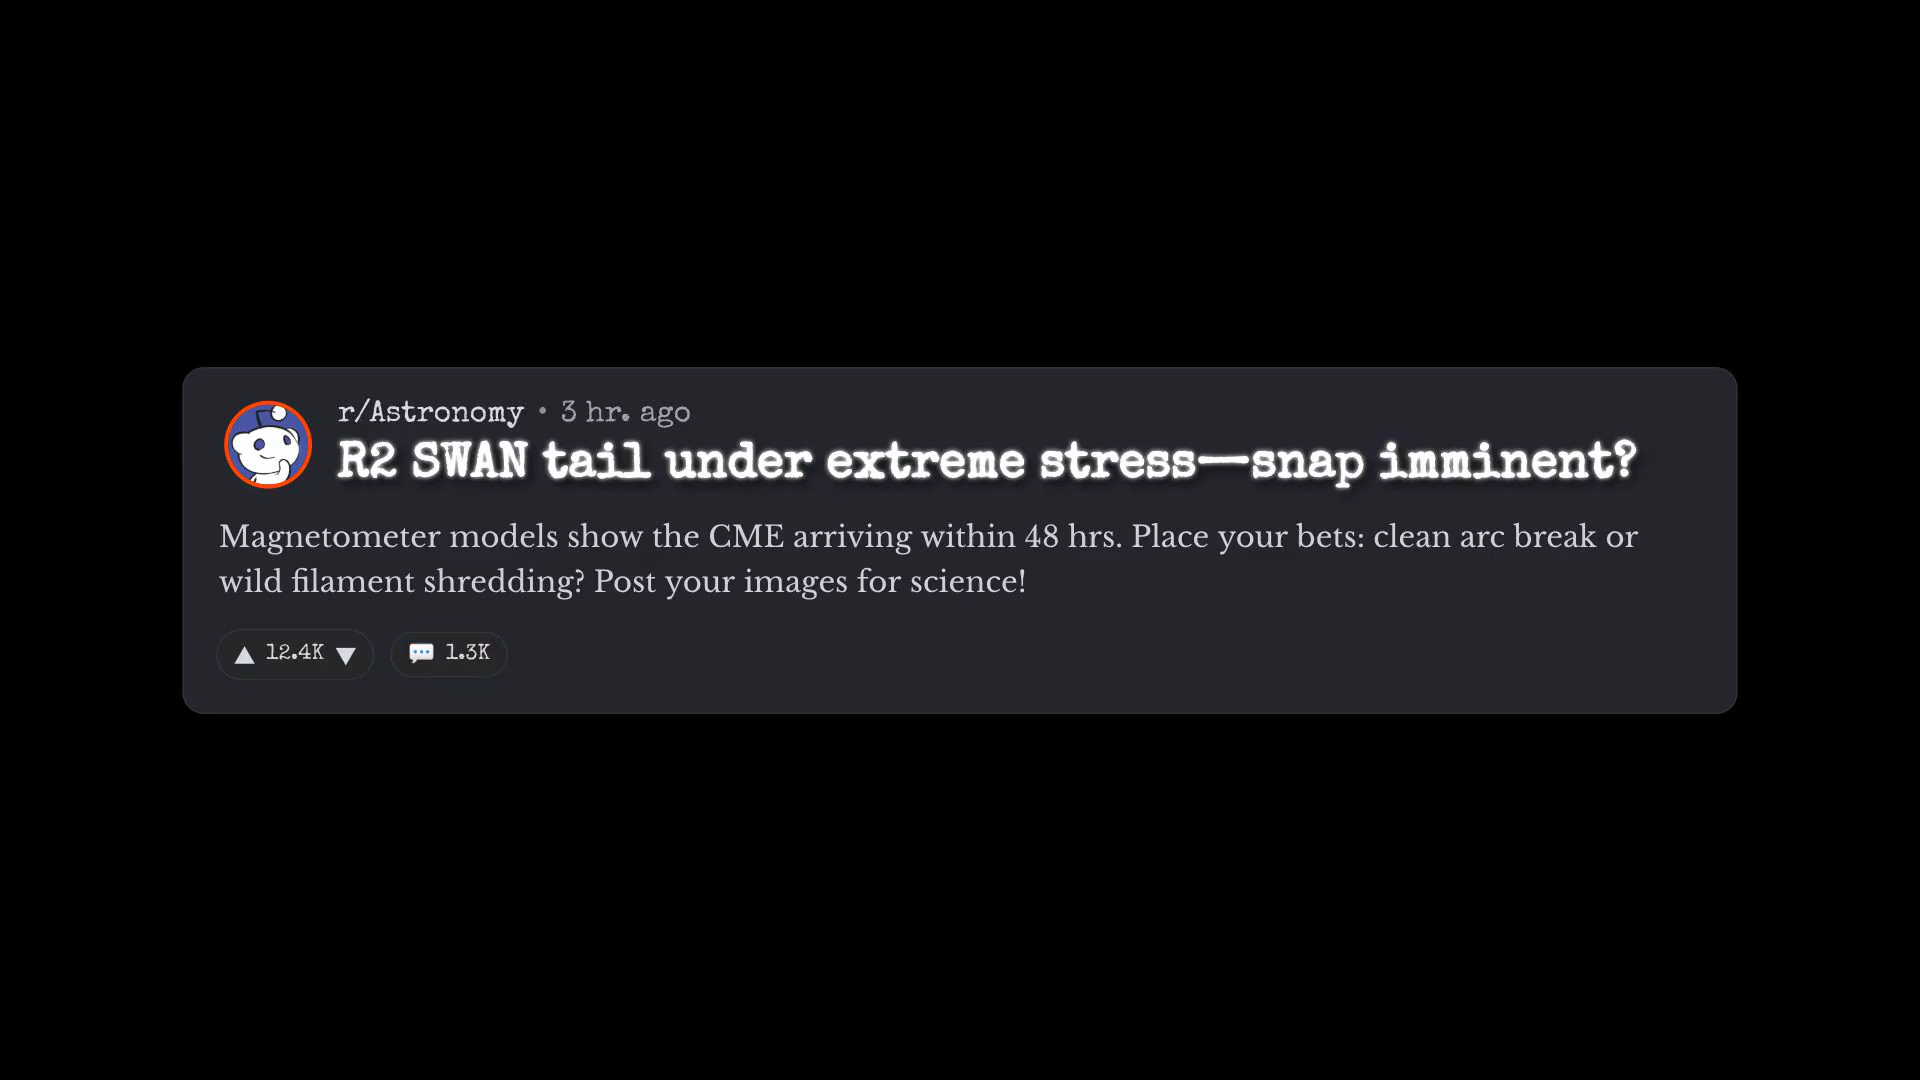 r/Astronomy • 3 hr. ago
R2 SWAN tail under extreme stress—snap imminent?
Magnetometer models show the CME arriving within 48 hrs. Place your bets: clean arc break or
wild filament shredding? Post your images for science!
12.4K 1.3K